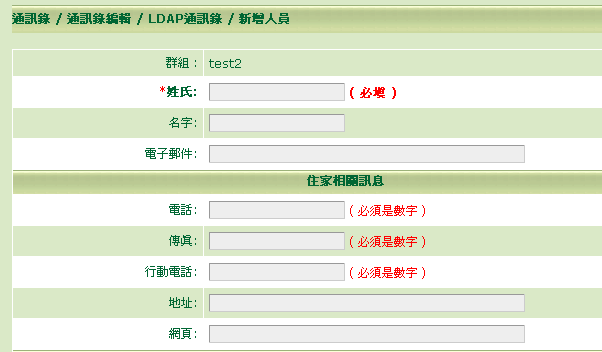 通訊錄 / 通訊錄編輯 / LDAP通訊錄 / 新增人員
群組 : test2
*姓氏: ( 必填 )
名字:
電子郵件:
住家相關訊息
電話: ( 必須是數字 )
傳真: ( 必須是數字 )
行動電話: ( 必須是數字 )
地址:
網頁: